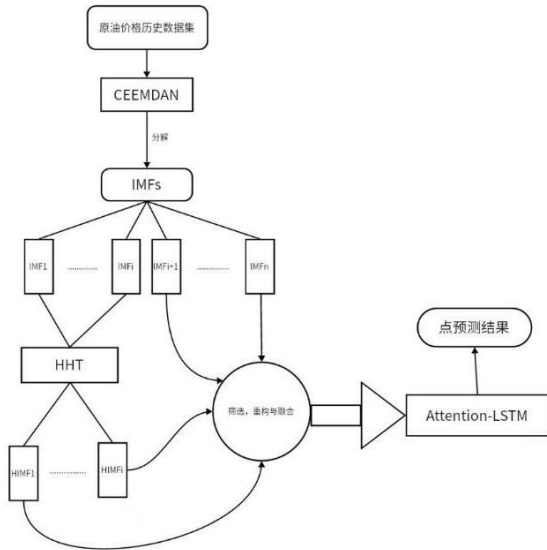 原油价格历史数据集
CEEMDAN
分解
IMFs
IMF1
............
IMFi
IMFi+1
............
IMFn
HHT
HIMF1
..............
HIMFi
筛选，重构与融合
Attention-LSTM
点预测结果